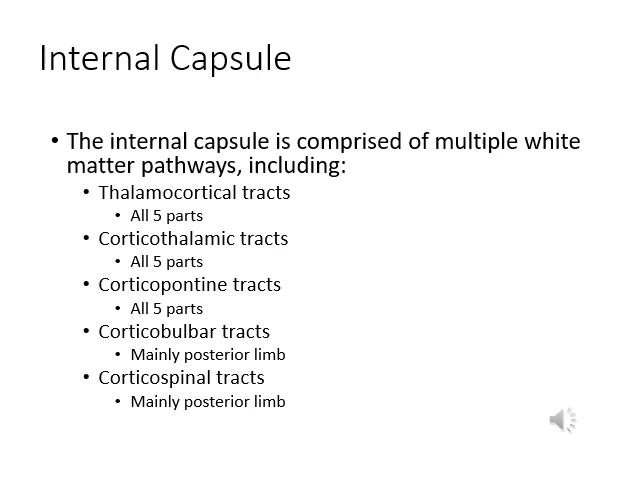 Internal Capsule
• The internal capsule is comprised of multiple white
matter pathways, including:
• Thalamocortical tracts
• All 5 parts
• Corticothalamic tracts
• All 5 parts
• Corticopontine tracts
• All 5 parts
• Corticobulbar tracts
• Mainly posterior limb
• Corticospinal tracts
• Mainly posterior limb